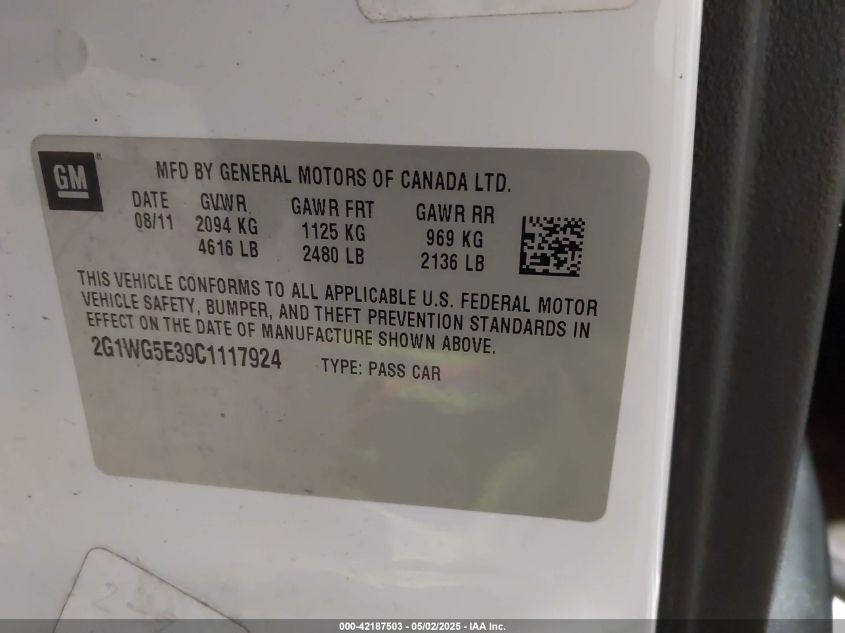 GM®
MFD BY GENERAL MOTORS OF CANADA LTD.
DATE GVWR GAWR FRT GAWR RR
08/11 2094 KG 1125 KG 969 KG
4616 LB 2480 LB 2136 LB
THIS VEHICLE CONFORMS TO ALL APPLICABLE U.S. FEDERAL MOTOR
VEHICLE SAFETY, BUMPER, AND THEFT PREVENTION STANDARDS IN
EFFECT ON THE DATE OF MANUFACTURE SHOWN ABOVE.
2G1WG5E39C1117924 TYPE: PASS CAR
000-42187503 - 05/02/2025 - IAA Inc.